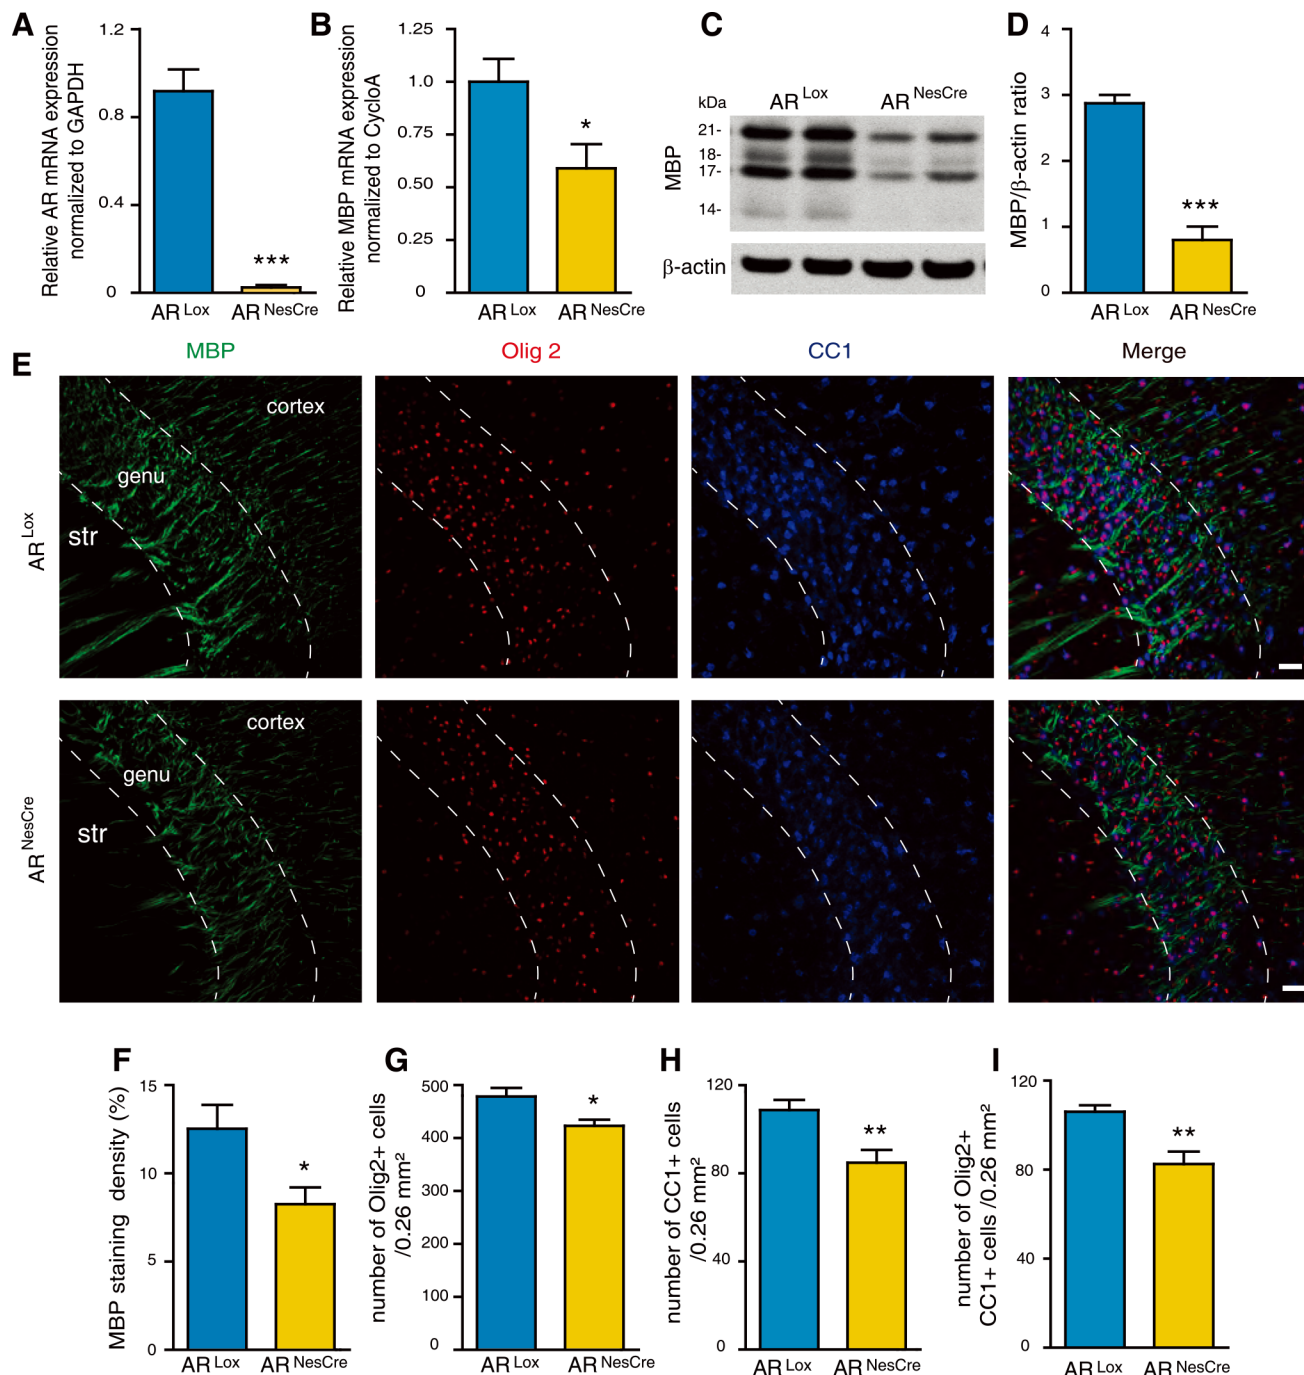 A
Relative AR mRNA expression
normalized to GAPDH
1.2
0.8
0.4
0
***
AR Lox
AR NesCre
B
Relative MBP mRNA expression
normalized to CycloA
1.25
1.0
0.75
0.50
0.25
0
*
AR Lox
AR NesCre
C
kDa
AR Lox
AR NesCre
MBP
21-
18-
17-
14-
β-actin
D
MBP/β-actin ratio
4
3
2
1
0
***
AR Lox
AR NesCre
E
MBP
Olig 2
CC1
Merge
AR Lox
cortex
genu
str
AR NesCre
cortex
genu
str
F
MBP staining density (%)
15
10
5
0
*
AR Lox
AR NesCre
G
number of Olig2+ cells
/0.26 mm²
500
400
300
200
100
0
*
AR Lox
AR NesCre
H
number of CC1+ cells
/0.26 mm²
120
80
40
0
**
AR Lox
AR NesCre
I
number of Olig2+
CC1+ cells /0.26 mm²
120
80
40
0
**
AR Lox
AR NesCre